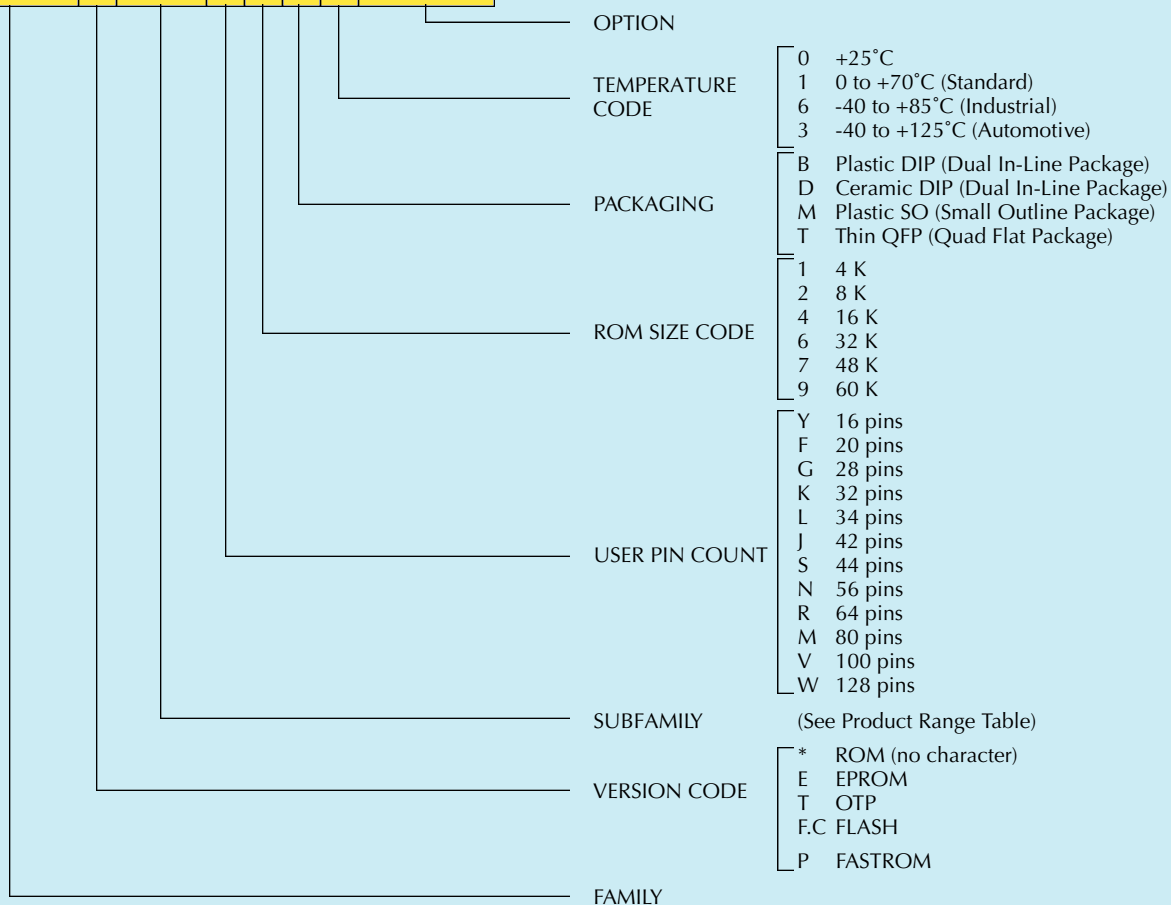 OPTION
TEMPERATURE
CODE
0 +25˚C
1 0 to +70˚C (Standard)
6 -40 to +85˚C (Industrial)
3 -40 to +125˚C (Automotive)
PACKAGING
B Plastic DIP (Dual In-Line Package)
D Ceramic DIP (Dual In-Line Package)
M Plastic SO (Small Outline Package)
T Thin QFP (Quad Flat Package)
ROM SIZE CODE
1 4 K
2 8 K
4 16 K
6 32 K
7 48 K
9 60 K
USER PIN COUNT
Y 16 pins
F 20 pins
G 28 pins
K 32 pins
L 34 pins
J 42 pins
S 44 pins
N 56 pins
R 64 pins
M 80 pins
V 100 pins
W 128 pins
SUBFAMILY (See Product Range Table)
VERSION CODE
* ROM (no character)
E EPROM
T OTP
F.C FLASH
P FASTROM
FAMILY